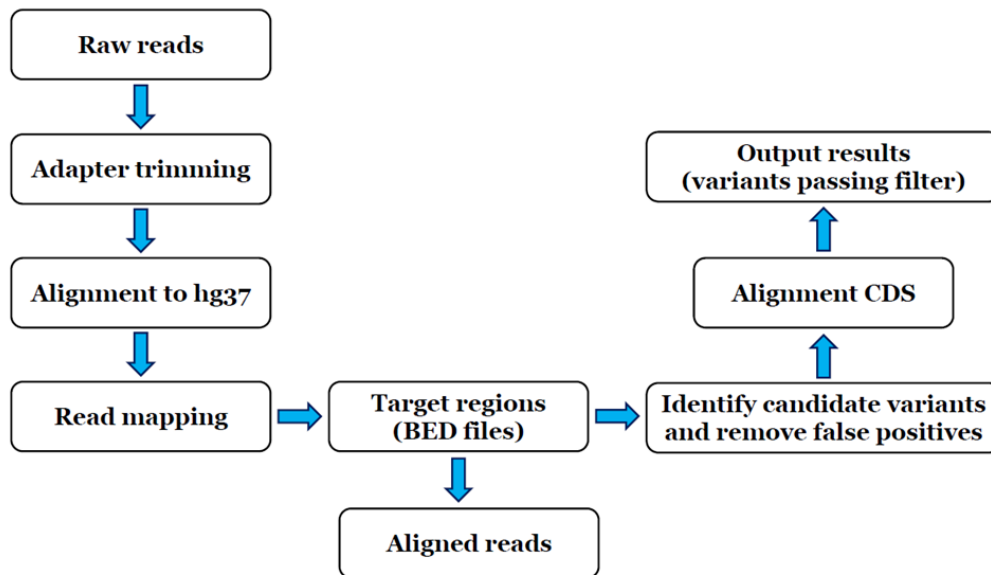 Raw reads
Adapter trimming
Alignment to hg37
Read mapping
Target regions
(BED files)
Aligned reads
Identify candidate variants
and remove false positives
Alignment CDS
Output results
(variants passing filter)